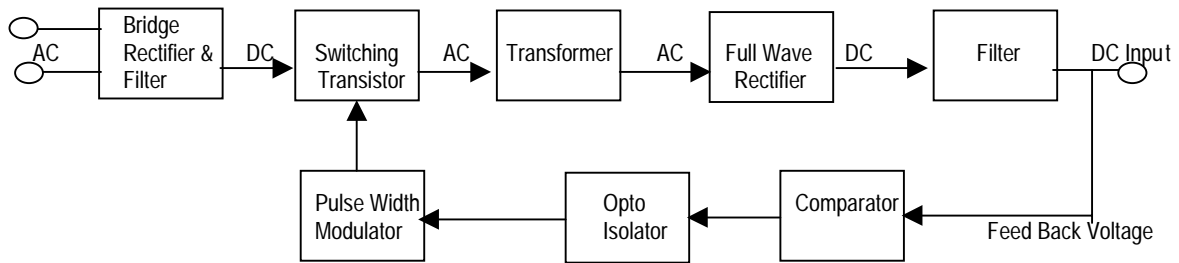 Bridge
Rectifier &
Filter
AC
DC
Switching
Transistor
AC
Transformer
AC
Full Wave
Rectifier
DC
Filter
DC Input
Pulse Width
Modulator
Opto
Isolator
Comparator
Feed Back Voltage